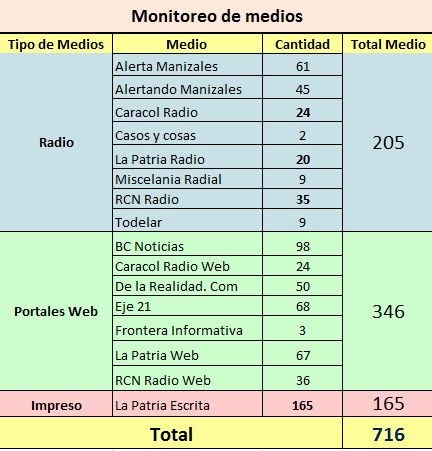 Monitoreo de medios
Tipo de Medios Medio Cantidad Total Medio
Radio
Alerta Manizales 61
Alertando Manizales 45
Caracol Radio 24
Casos y cosas 2
La Patria Radio 20
Miscelania Radial 9
RCN Radio 35
Todelar 9
205
Portales Web
BC Noticias 98
Caracol Radio Web 24
De la Realidad. Com 50
Eje 21 68
Frontera Informativa 3
La Patria Web 67
RCN Radio Web 36
346
Impreso La Patria Escrita 165 165
Total 716